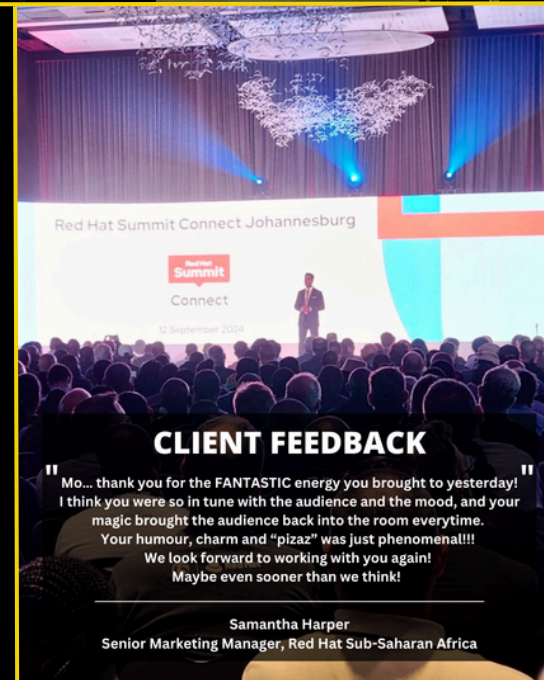 Red Hat Summit Connect Johannesburg
Red Hat
Summit
Connect
12 September 2024
CLIENT FEEDBACK
"Mo... thank you for the FANTASTIC energy you brought to yesterday!"
I think you were so in tune with the audience and the mood, and your
magic brought the audience back into the room everytime.
Your humour, charm and “pizaz” was just phenomenal!!!
We look forward to working with you again!
Maybe even sooner than we think!
Samantha Harper
Senior Marketing Manager, Red Hat Sub-Saharan Africa